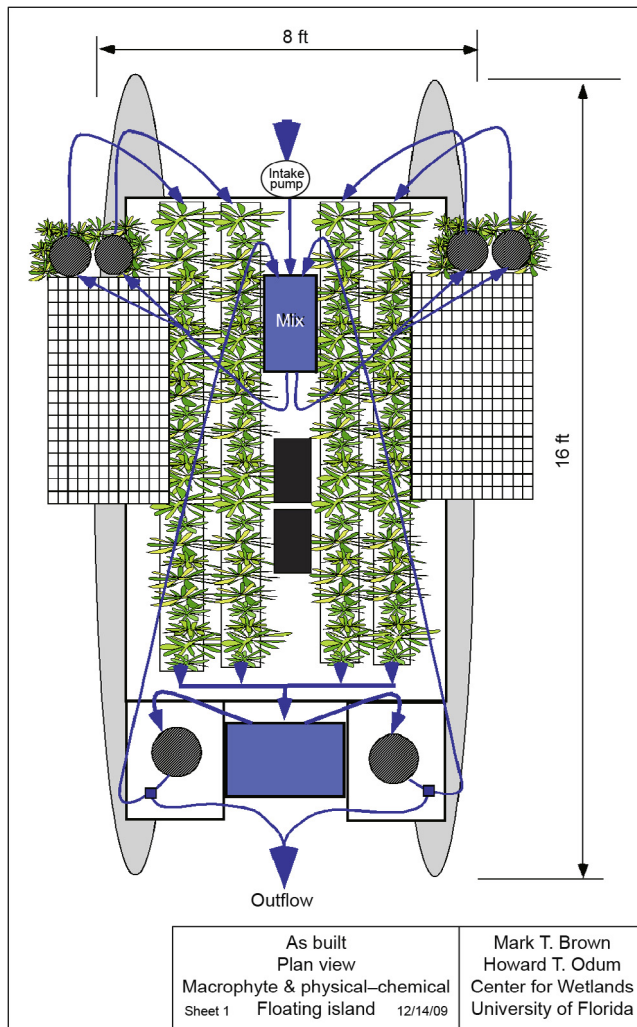 8 ft
Intake
pump
Mix
16 ft
Outflow
As built
Plan view
Macrophyte & physical–chemical
Sheet 1 Floating island 12/14/09
Mark T. Brown
Howard T. Odum
Center for Wetlands
University of Florida